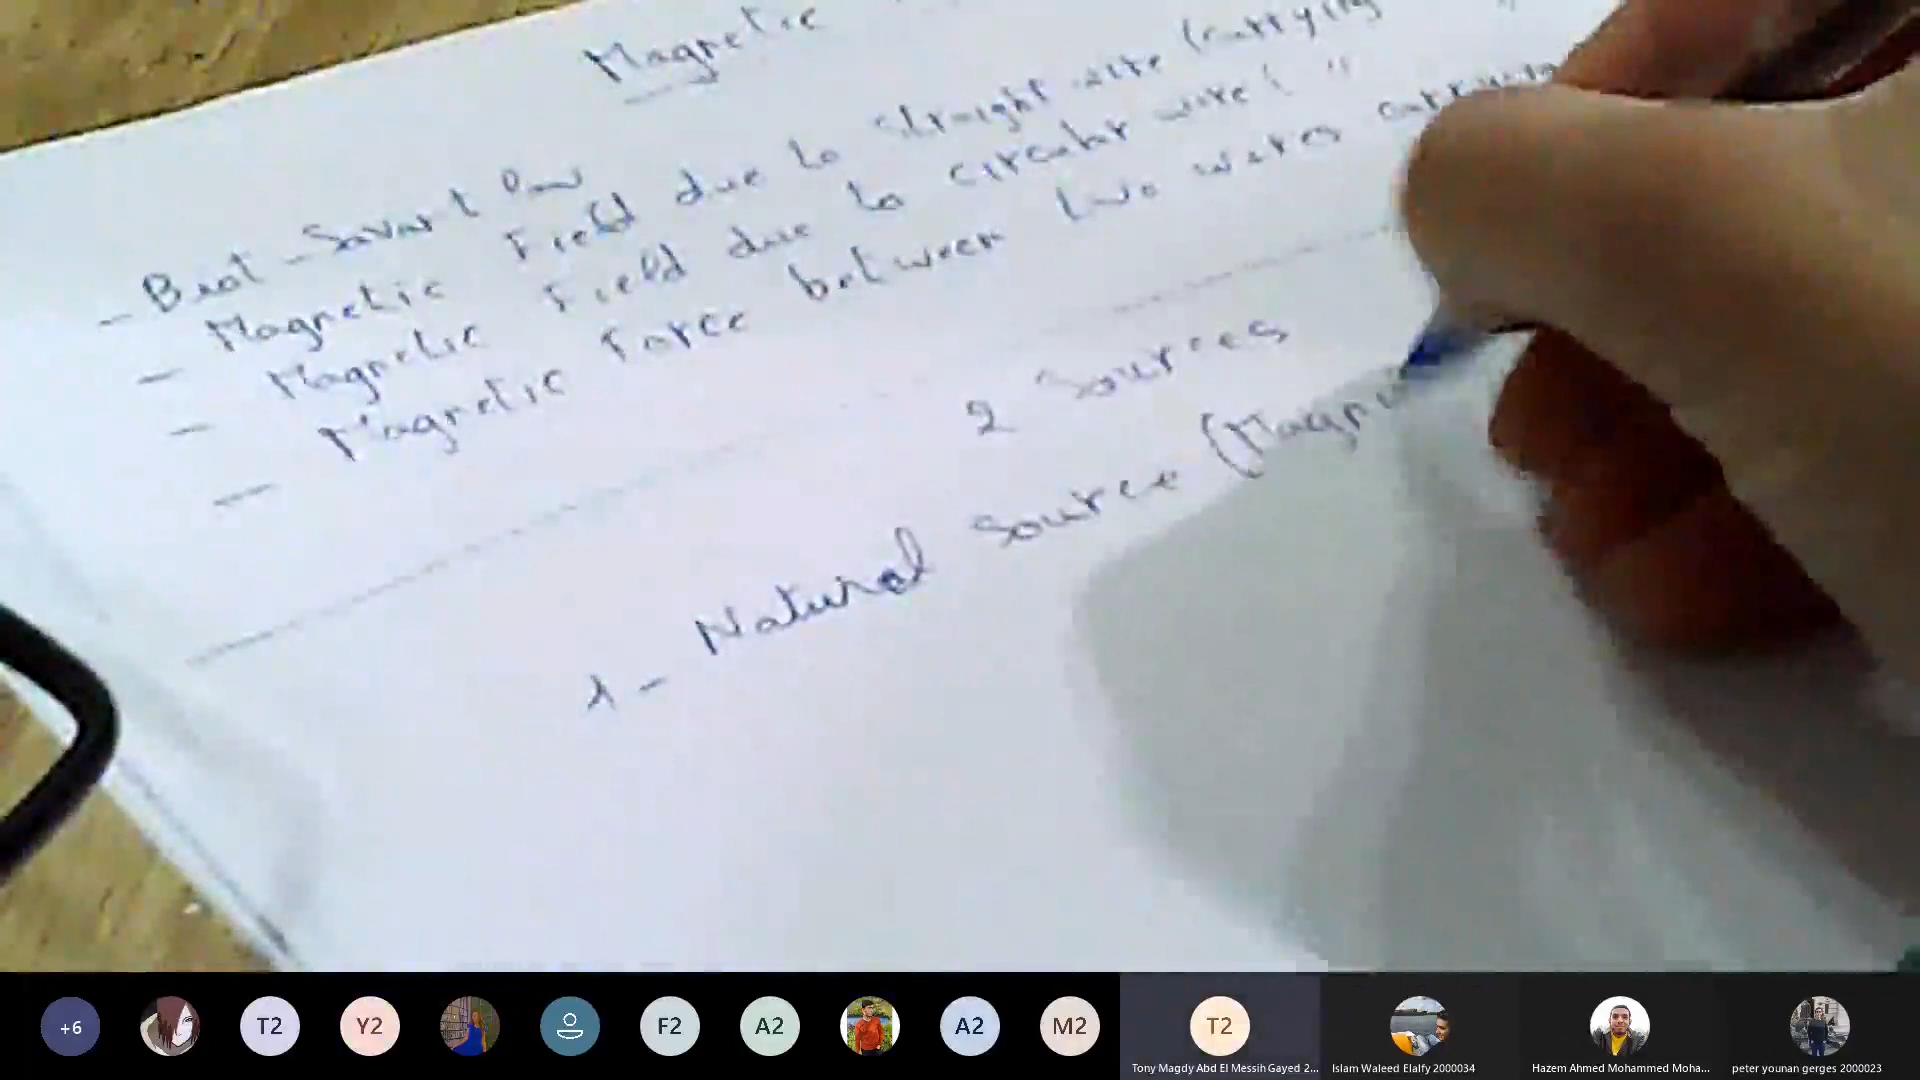 Magnetic
- Biot - Savart law
- Magnetic Field due to straight wire (carrying
- Magnetic Field due to circular wire ( "
- Magnetic Force between two wires carrying
2 Sources
1 - Natural Source (Magn
+6
T2
Y2
F2
A2
A2
M2
T2
Tony Magdy Abd El Messih Gayed 2...
Islam Waleed Elalfy 2000034
Hazem Ahmed Mohammed Moha...
peter younan gerges 2000023